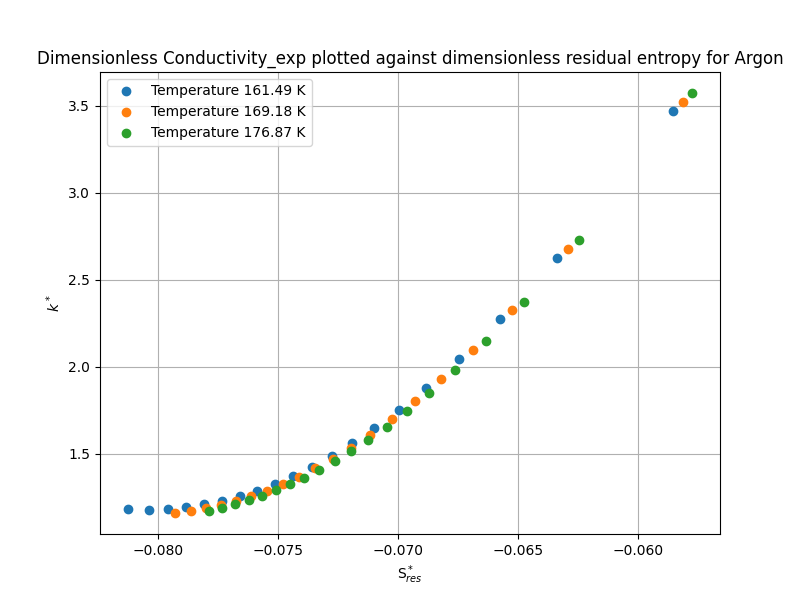 Dimensionless Conductivity_exp plotted against dimensionless residual entropy for Argon
Temperature 161.49 K
Temperature 169.18 K
Temperature 176.87 K
3.5
3.0
2.5
2.0
1.5
k*
−0.080 −0.075 −0.070 −0.065 −0.060
S*res